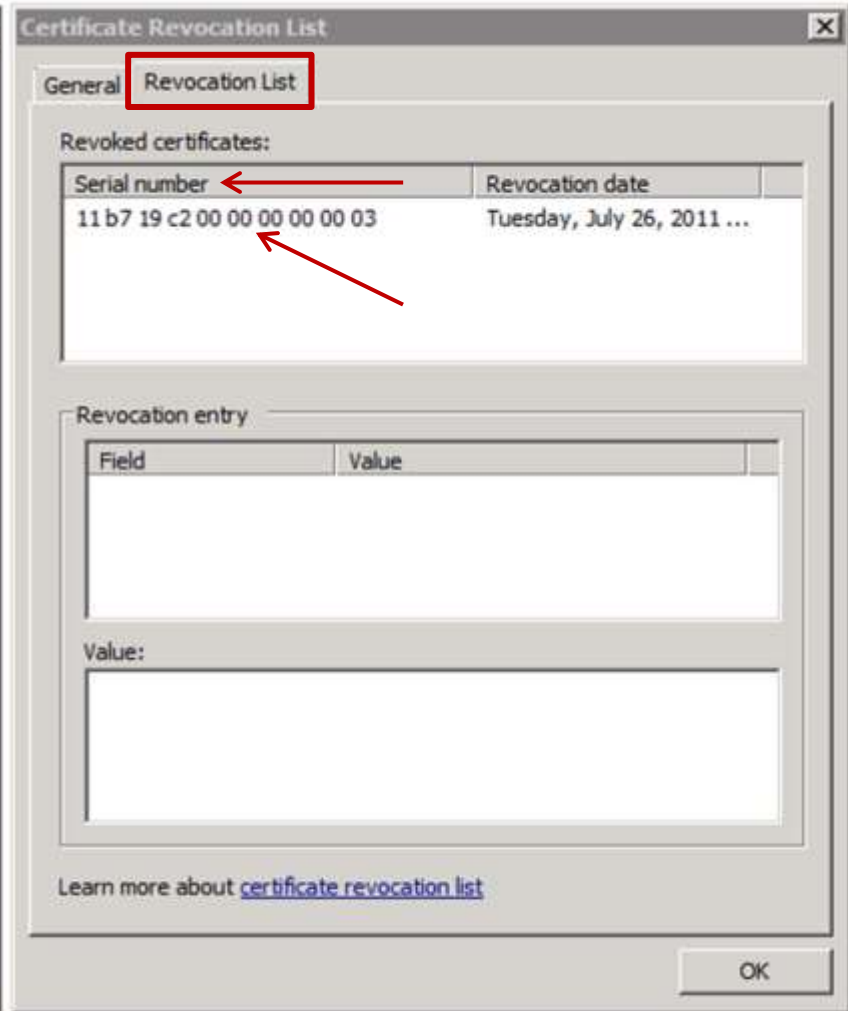 Certificate Revocation List
General Revocation List
Revoked certificates:
Serial number Revocation date
11 b7 19 c2 00 00 00 00 00 03 Tuesday, July 26, 2011 ...
Revocation entry
Field Value
Value:
Learn more about certificate revocation list
OK